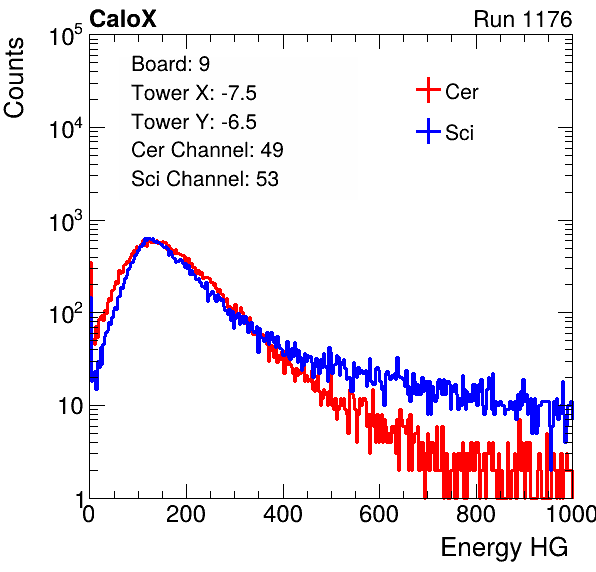 CaloX Run 1176
Counts
10^5
10^4
10^3
10^2
10
1
Board: 9
Tower X: -7.5
Tower Y: -6.5
Cer Channel: 49
Sci Channel: 53
Cer
Sci
0 200 400 600 800 1000
Energy HG